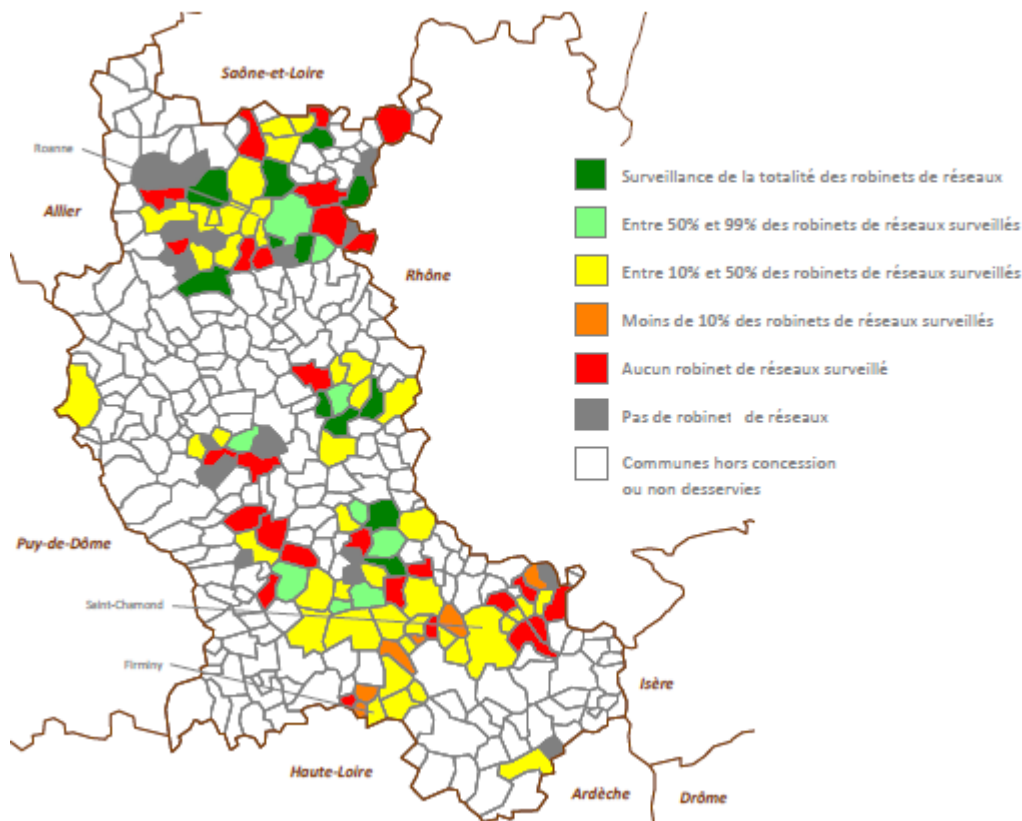 Saône-et-Loire
Roanne
Allier
Rhône
Surveillance de la totalité des robinets de réseaux
Entre 50% et 99% des robinets de réseaux surveillés
Entre 10% et 50% des robinets de réseaux surveillés
Moins de 10% des robinets de réseaux surveillés
Aucun robinet de réseaux surveillé
Pas de robinet de réseaux
Communes hors concession
ou non desservies
Puy-de-Dôme
Saint-Chamond
Firminy
Isère
Haute-Loire
Ardèche
Drôme